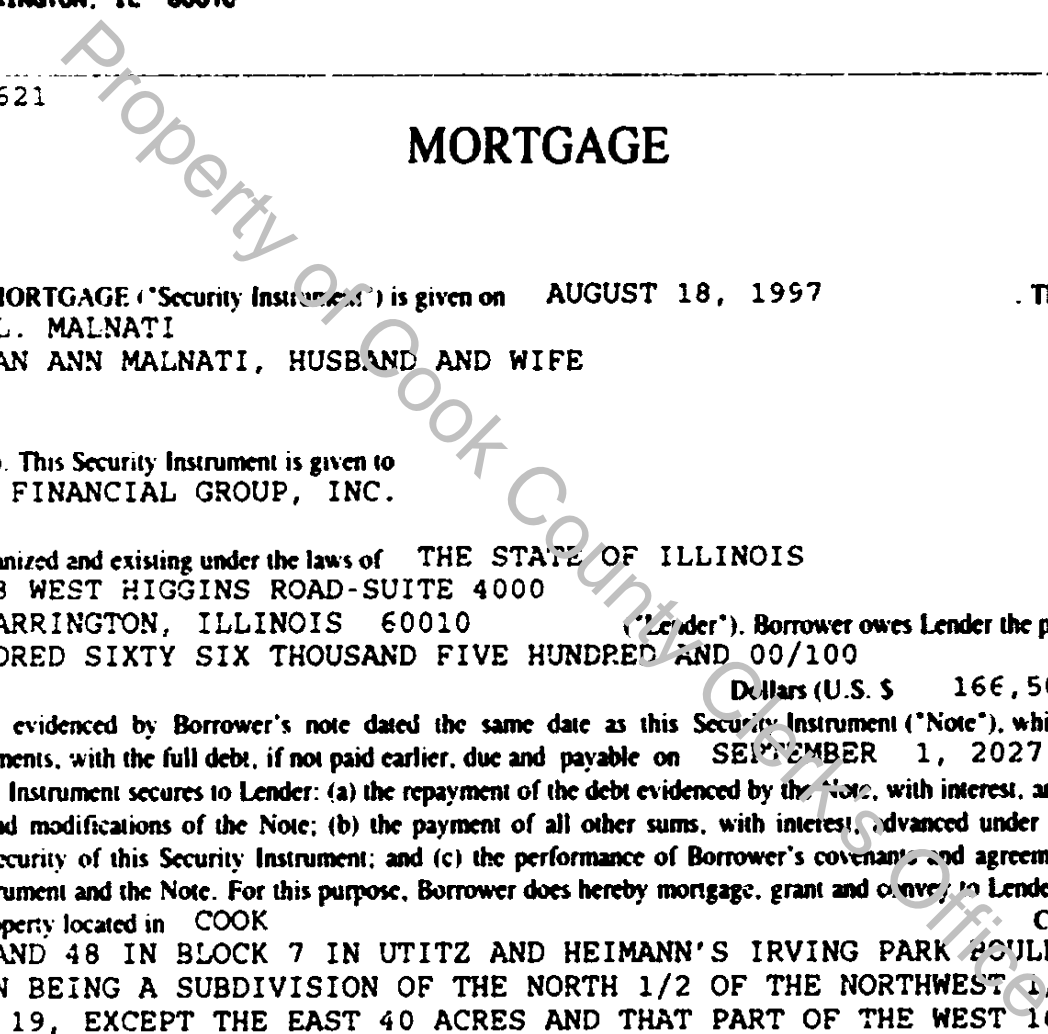 60010
621
MORTGAGE
MORTGAGE ("Security Instrument") is given on AUGUST 18, 1997 . Th
L. MALNATI
AN ANN MALNATI, HUSBAND AND WIFE
). This Security Instrument is given to
FINANCIAL GROUP, INC.
anized and existing under the laws of THE STATE OF ILLINOIS
8 WEST HIGGINS ROAD-SUITE 4000
ARRINGTON, ILLINOIS 60010 ("Lender"). Borrower owes Lender the p
DRED SIXTY SIX THOUSAND FIVE HUNDRED AND 00/100
Dollars (U.S. $ 166,50
evidenced by Borrower's note dated the same date as this Security Instrument ("Note"), whi
ments, with the full debt, if not paid earlier, due and payable on SEPTEMBER 1, 2027
Instrument secures to Lender: (a) the repayment of the debt evidenced by the Note, with interest, an
nd modifications of the Note; (b) the payment of all other sums, with interest, advanced under
ecurity of this Security Instrument; and (c) the performance of Borrower's covenants and agreem
rument and the Note. For this purpose, Borrower does hereby mortgage, grant and convey to Lende
operty located in COOK C
AND 48 IN BLOCK 7 IN UTITZ AND HEIMANN'S IRVING PARK BOULE
N BEING A SUBDIVISION OF THE NORTH 1/2 OF THE NORTHWEST 1/
19, EXCEPT THE EAST 40 ACRES AND THAT PART OF THE WEST 16
Property of Cook County Clerk's Office